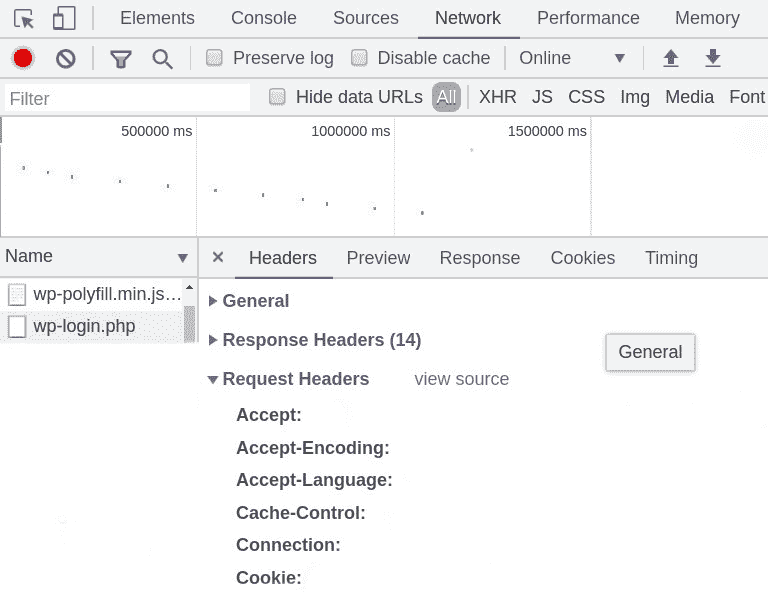 Elements Console Sources Network Performance Memory
Preserve log Disable cache Online
Filter Hide data URLs All XHR JS CSS Img Media Font
500000 ms 1000000 ms 1500000 ms
Name Headers Preview Response Cookies Timing
wp-polyfill.min.js…
wp-login.php
General
Response Headers (14)
General
Request Headers view source
Accept:
Accept-Encoding:
Accept-Language:
Cache-Control:
Connection:
Cookie: